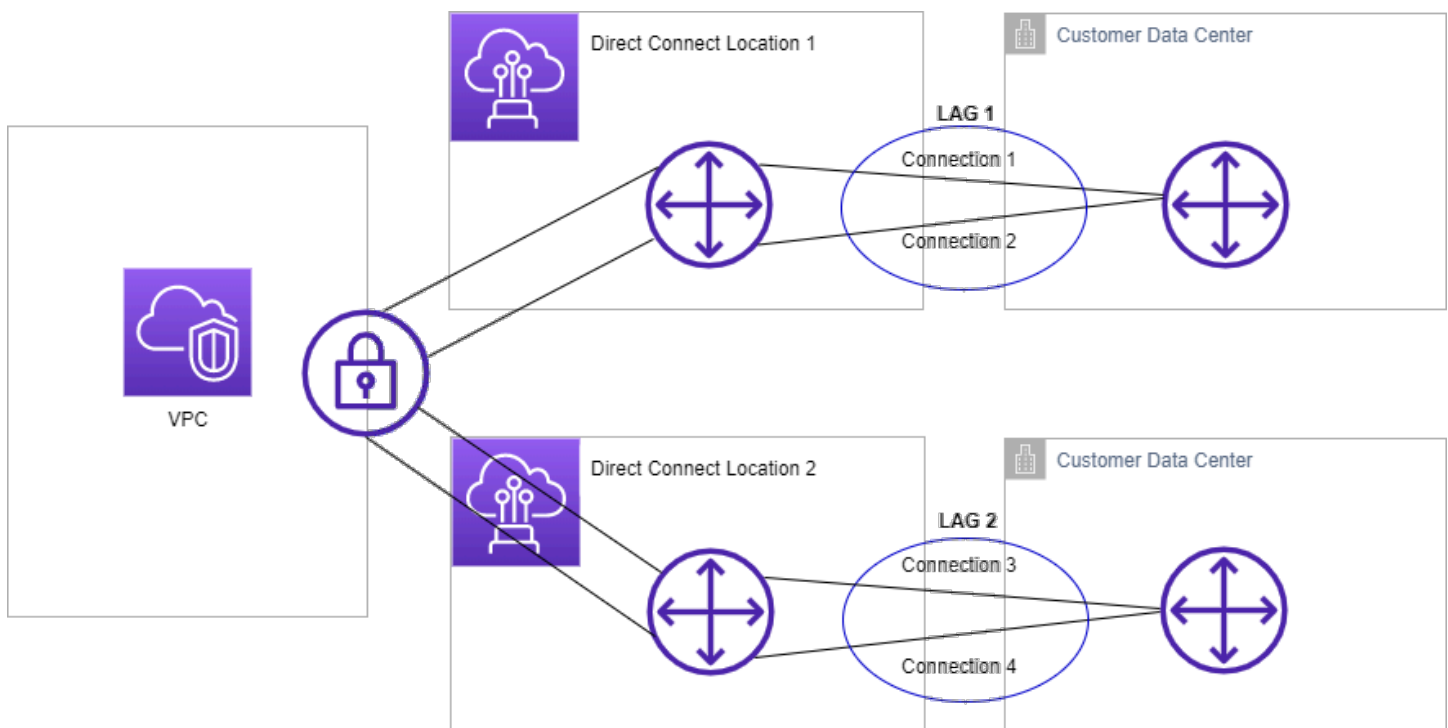 Direct Connect Location 1
Customer Data Center
LAG 1
Connection 1
Connection 2
VPC
Direct Connect Location 2
Customer Data Center
LAG 2
Connection 3
Connection 4